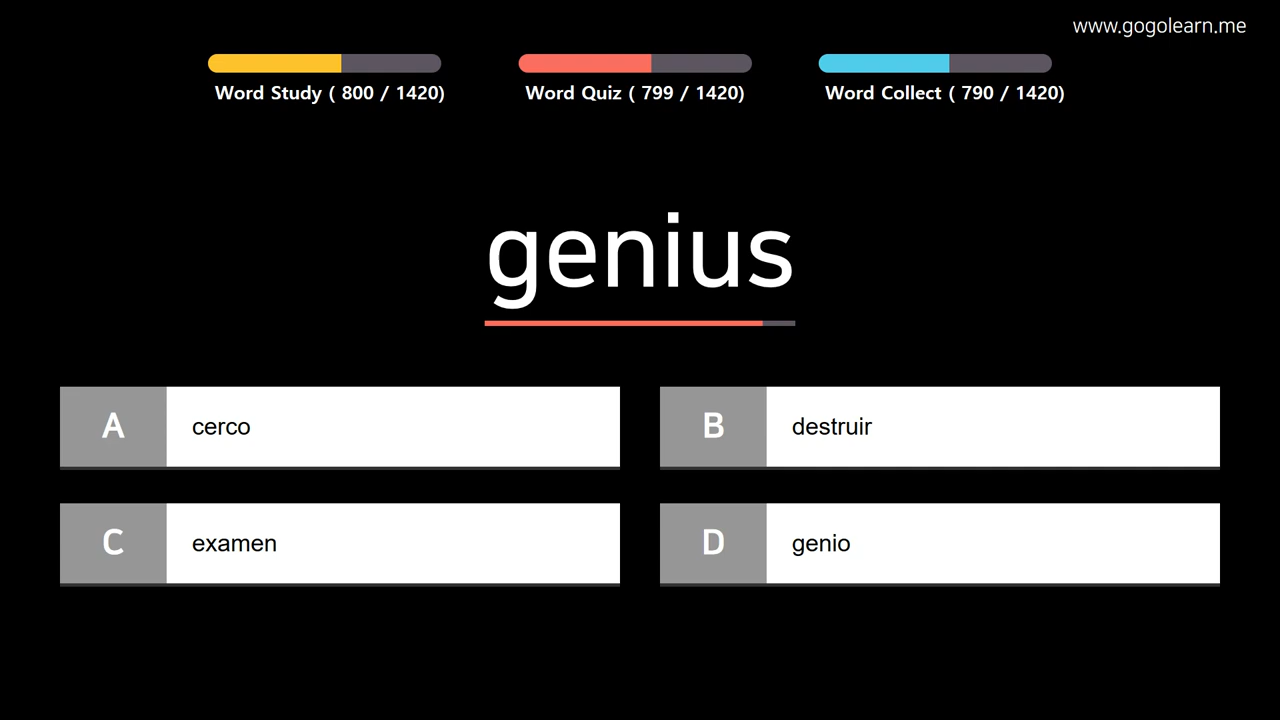 www.gogolearn.me
Word Study ( 800 / 1420)
Word Quiz ( 799 / 1420)
Word Collect ( 790 / 1420)
genius
A cerco
B destruir
C examen
D genio